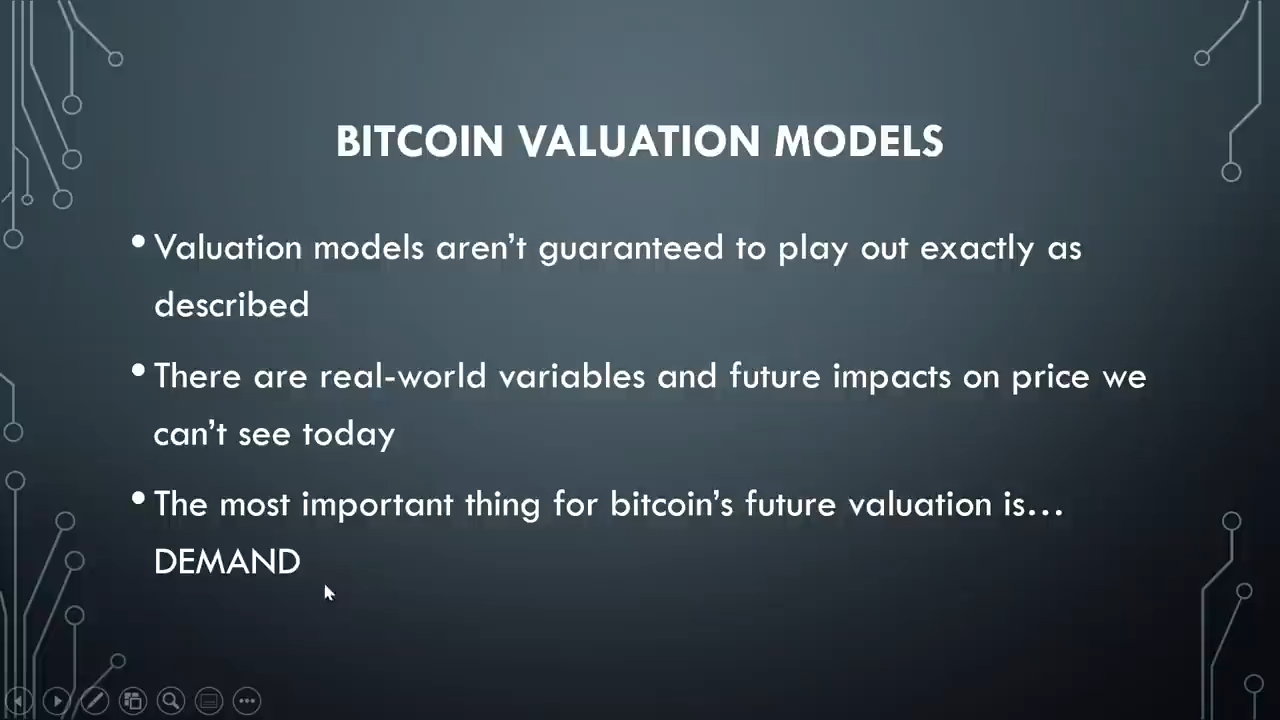 BITCOIN VALUATION MODELS
• Valuation models aren’t guaranteed to play out exactly as
described
• There are real-world variables and future impacts on price we
can’t see today
• The most important thing for bitcoin’s future valuation is…
DEMAND